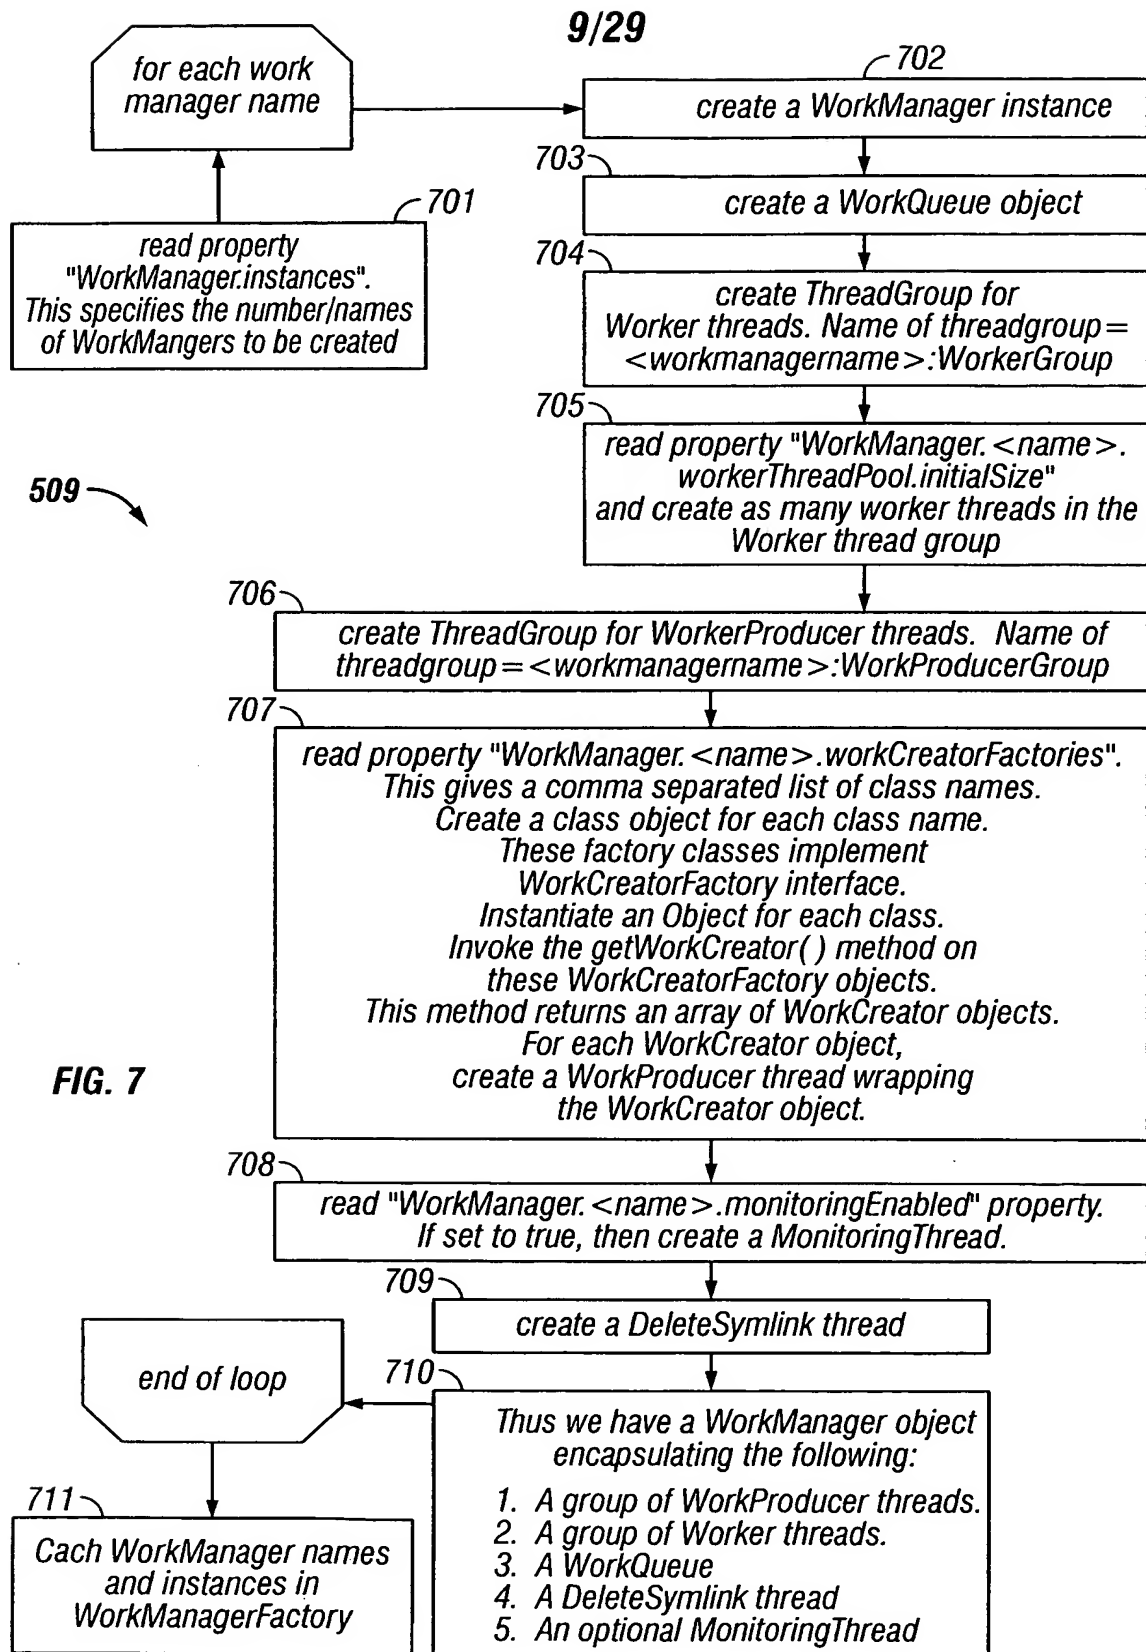 9/29
for each work
manager name
702
create a WorkManager instance
703
create a WorkQueue object
701
read property
"WorkManager.instances".
This specifies the number/names
of WorkMangers to be created
704
create ThreadGroup for
Worker threads. Name of threadgroup=
<workmanagername>:WorkerGroup
705
read property "WorkManager.<name>.
workerThreadPool.initialSize"
and create as many worker threads in the
Worker thread group
509
706
create ThreadGroup for WorkerProducer threads. Name of
threadgroup=<workmanagername>:WorkProducerGroup
707
read property "WorkManager.<name>.workCreatorFactories".
This gives a comma separated list of class names.
Create a class object for each class name.
These factory classes implement
WorkCreatorFactory interface.
Instantiate an Object for each class.
Invoke the getWorkCreator() method on
these WorkCreatorFactory objects.
This method returns an array of WorkCreator objects.
For each WorkCreator object,
create a WorkProducer thread wrapping
the WorkCreator object.
FIG. 7
708
read "WorkManager.<name>.monitoringEnabled" property.
If set to true, then create a MonitoringThread.
709
create a DeleteSymlink thread
710
Thus we have a WorkManager object
encapsulating the following:
1. A group of WorkProducer threads.
2. A group of Worker threads.
3. A WorkQueue
4. A DeleteSymlink thread
5. An optional MonitoringThread
end of loop
711
Cach WorkManager names
and instances in
WorkManagerFactory